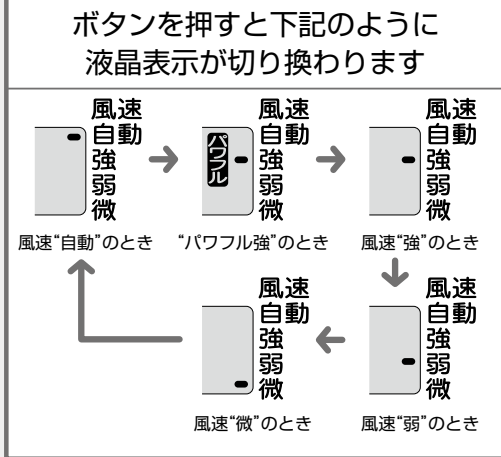 ボタンを押すと下記のように
液晶表示が切り換わります
風速
自動
強
弱
微
風速“自動”のとき
パワフル
風速
自動
強
弱
微
“パワフル強”のとき
風速
自動
強
弱
微
風速“強”のとき
風速
自動
強
弱
微
風速“弱”のとき
風速
自動
強
弱
微
風速“微”のとき